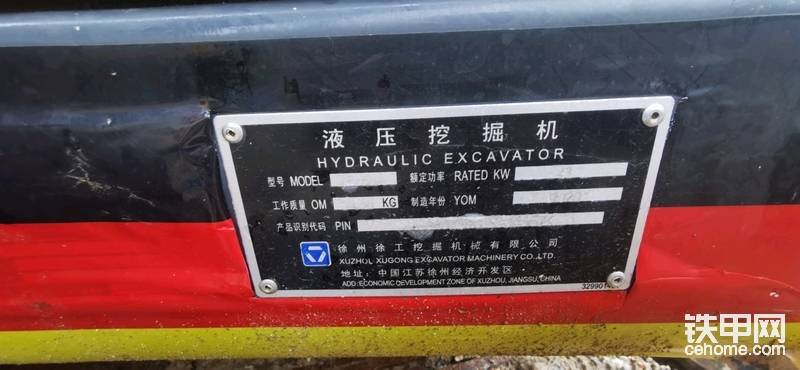 液压挖掘机
HYDRAULIC EXCAVATOR
型号 MODEL 额定功率 RATED KW
工作质量 OM KG 制造年份 YOM
产品识别代码 PIN
徐州徐工挖掘机械有限公司
XUZHOU XUGONG EXCAVATOR MACHINERY CO.,LTD.
地址：中国江苏徐州经济开发区
ADD:ECONOMIC DEVELOPMENT ZONE OF XUZHOU, JIANGSU, CHINA
铁甲网
cehome.com